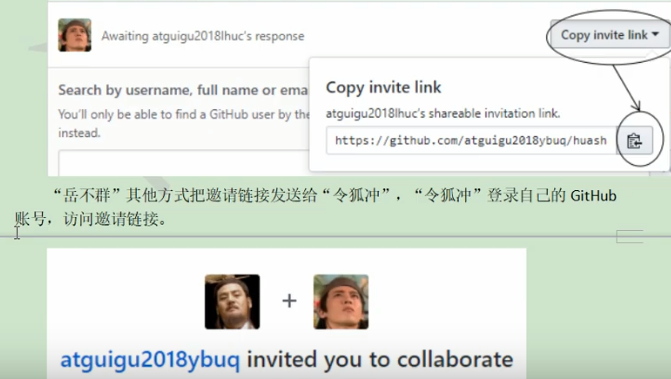 Awaiting atguigu2018lhuc's response
Copy invite link
Search by username, full name or ema
You'll only be able to find a GitHub user by the
instead.
Copy invite link
atguigu2018lhuc's shareable invitation link.
https://github.com/atguigu2018ybuq/huash
“岳不群”其他方式把邀请链接发送给“令狐冲”，“令狐冲”登录自己的 GitHub
账号，访问邀请链接。
+
atguigu2018ybuq invited you to collaborate